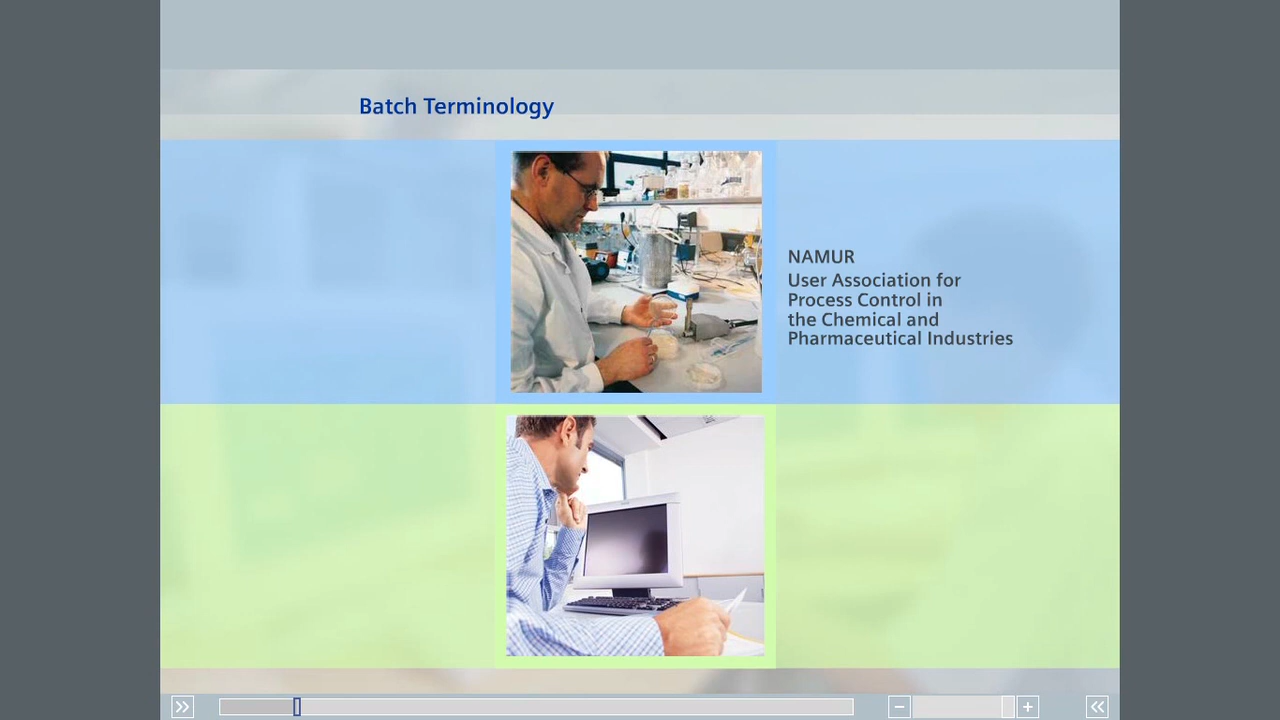 Batch Terminology
NAMUR
User Association for
Process Control in
the Chemical and
Pharmaceutical Industries